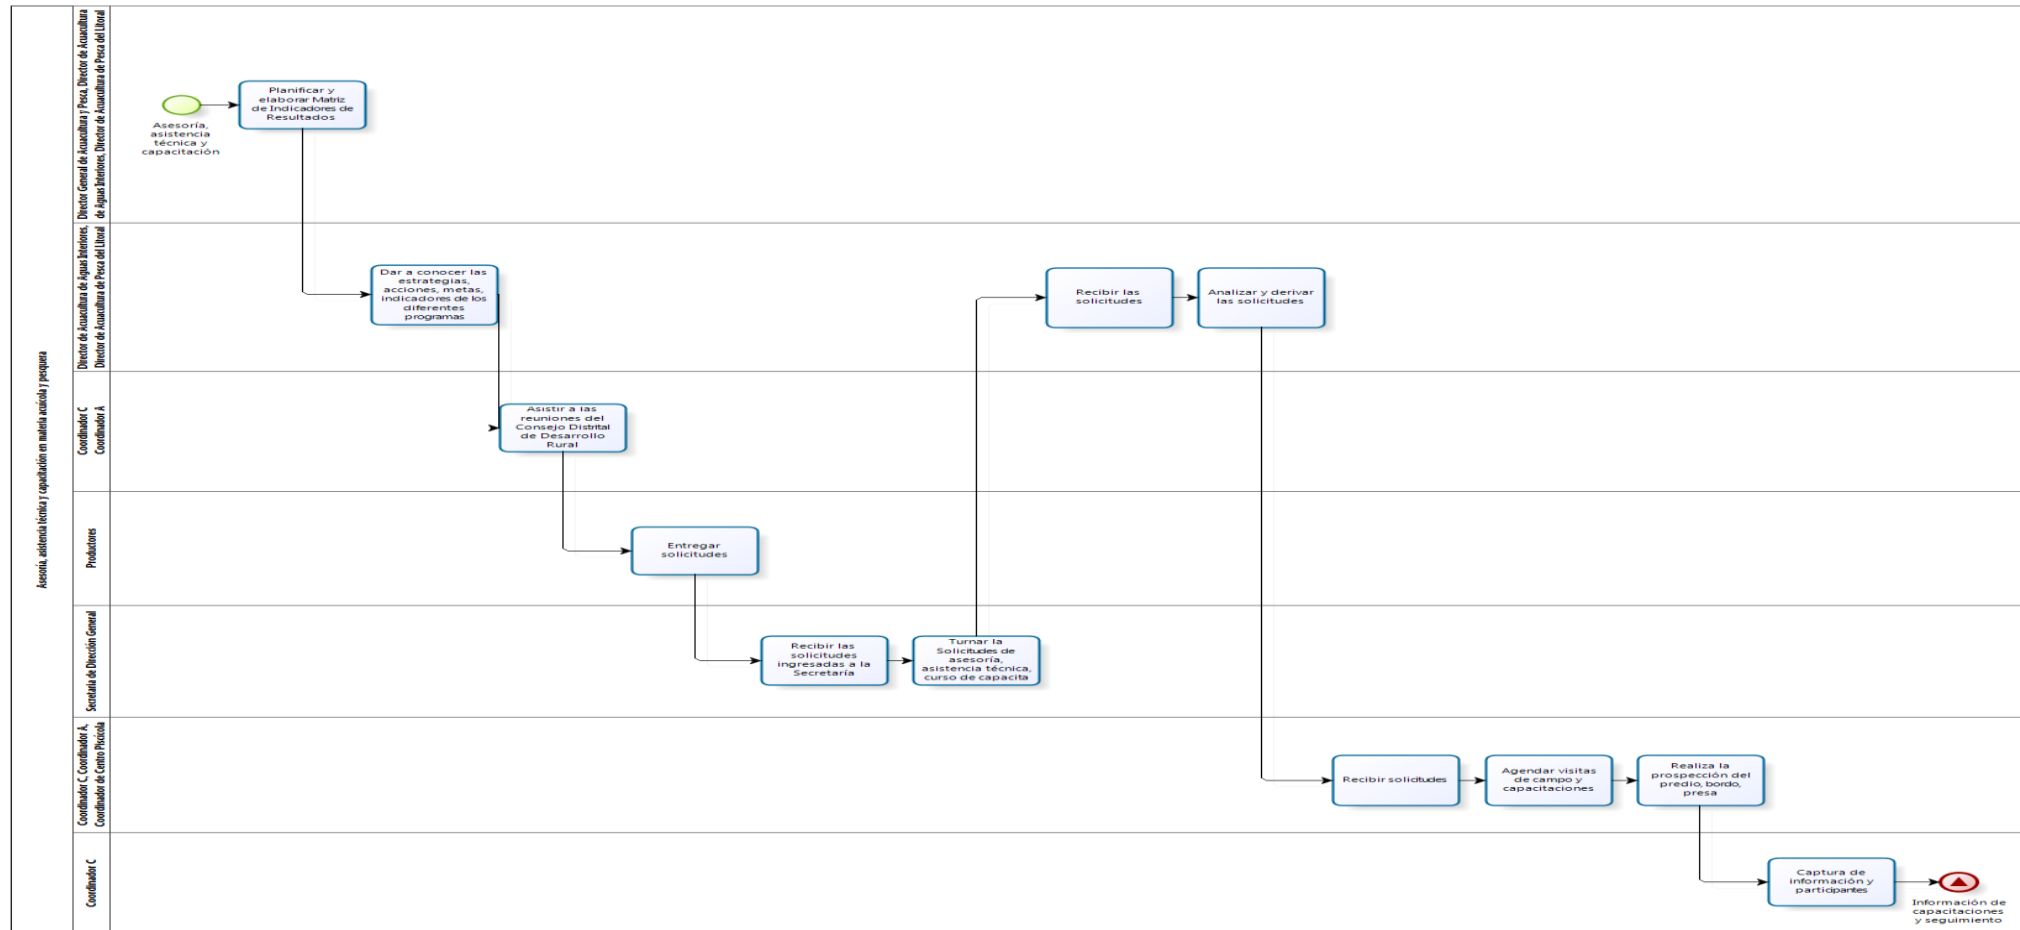 Asesoría, asistencia técnica y capacitación en materia acuícola y pesquera
Director General de Acuacultura y Pesca, Director de Acuacultura
de Aguas Interiores, Director de Acuacultura de Pesca del Litoral
Asesoría,
asistencia
técnica y
capacitación
Planificar y
elaborar Matriz
de Indicadores de
Resultados
Director de Acuacultura de Aguas Interiores,
Director de Acuacultura de Pesca del Litoral
Dar a conocer las
estrategias,
acciones, metas,
indicadores de los
diferentes
programas
Recibir las
solicitudes
Analizar y derivar
las solicitudes
Coordinador C
Coordinador A
Asistir a las
reuniones del
Consejo Distrital
de Desarrollo
Rural
Productores
Entregar
solicitudes
Secretaria de Dirección General
Recibir las
solicitudes
ingresadas a la
Secretaría
Turnar la
Solicitudes de
asesoría,
asistencia técnica,
curso de capacita
Coordinador C, Coordinador A,
Coordinador de Centro Piscícola
Recibir solicitudes
Agendar visitas
de campo y
capacitaciones
Realiza la
prospección del
predio, bordo,
presa
Coordinador C
Captura de
información y
participantes
Información de
capacitaciones
y seguimiento